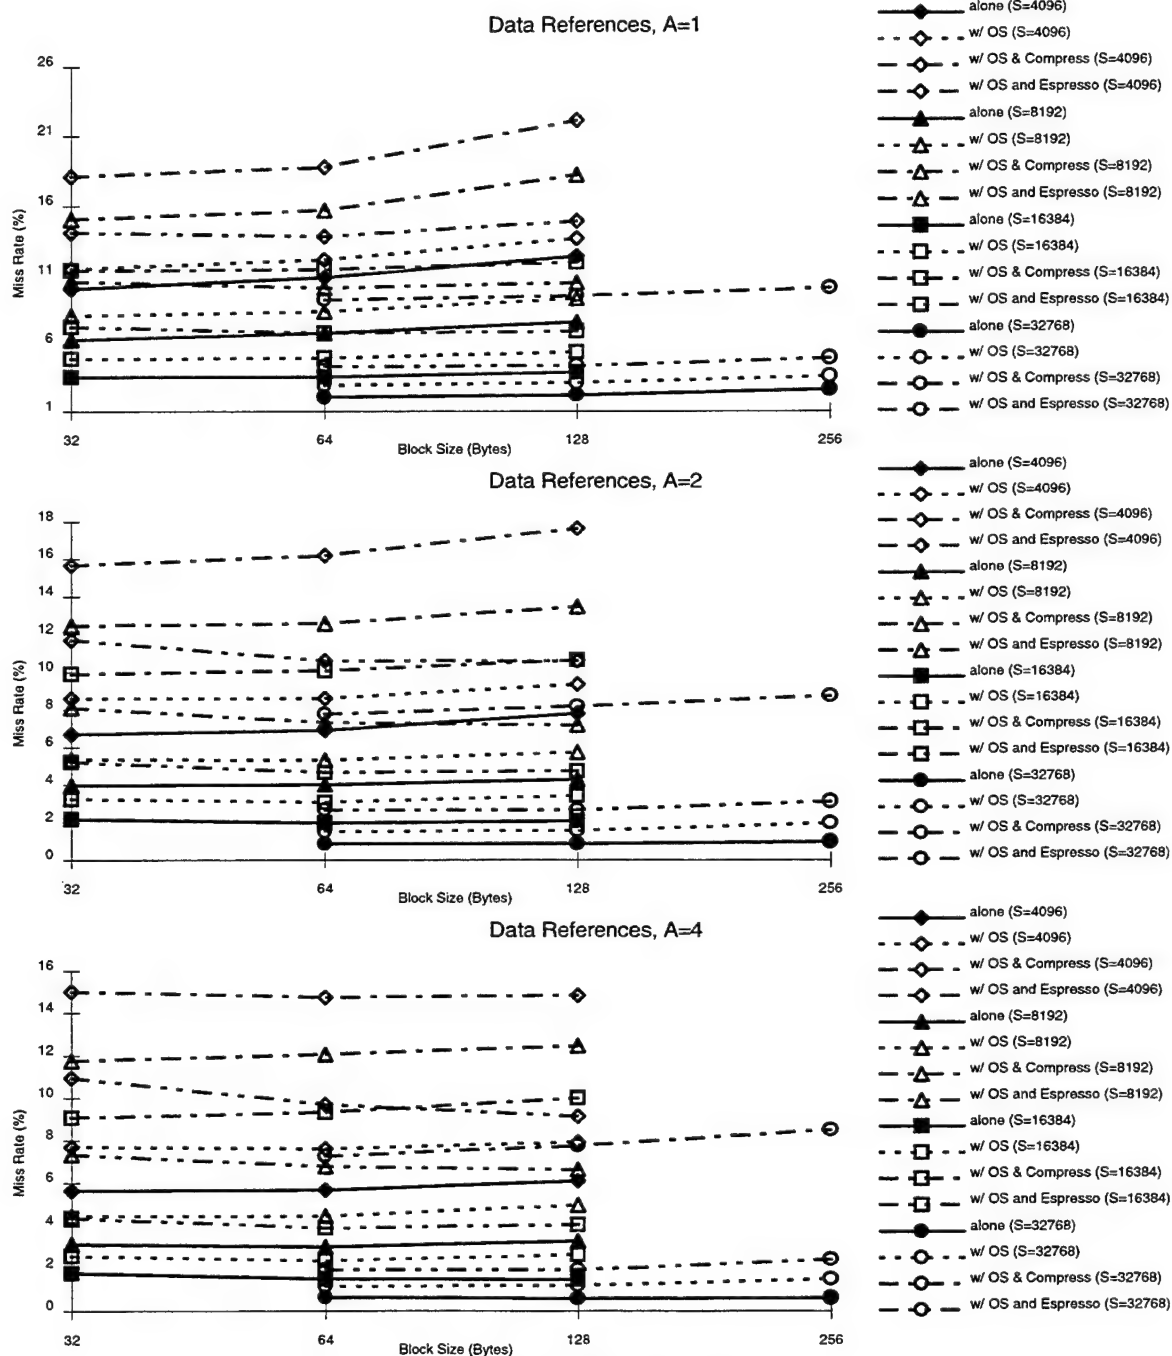 Data References, A=1
26
21
16
11
6
1
Miss Rate (%)
32
64
128
256
Block Size (Bytes)
alone (S=4096)
w/ OS (S=4096)
w/ OS & Compress (S=4096)
w/ OS and Espresso (S=4096)
alone (S=8192)
w/ OS (S=8192)
w/ OS & Compress (S=8192)
w/ OS and Espresso (S=8192)
alone (S=16384)
w/ OS (S=16384)
w/ OS & Compress (S=16384)
w/ OS and Espresso (S=16384)
alone (S=32768)
w/ OS (S=32768)
w/ OS & Compress (S=32768)
w/ OS and Espresso (S=32768)
Data References, A=2
18
16
14
12
10
8
6
4
2
0
Miss Rate (%)
32
64
128
256
Block Size (Bytes)
alone (S=4096)
w/ OS (S=4096)
w/ OS & Compress (S=4096)
w/ OS and Espresso (S=4096)
alone (S=8192)
w/ OS (S=8192)
w/ OS & Compress (S=8192)
w/ OS and Espresso (S=8192)
alone (S=16384)
w/ OS (S=16384)
w/ OS & Compress (S=16384)
w/ OS and Espresso (S=16384)
alone (S=32768)
w/ OS (S=32768)
w/ OS & Compress (S=32768)
w/ OS and Espresso (S=32768)
Data References, A=4
16
14
12
10
8
6
4
2
0
Miss Rate (%)
32
64
128
256
Block Size (Bytes)
alone (S=4096)
w/ OS (S=4096)
w/ OS & Compress (S=4096)
w/ OS and Espresso (S=4096)
alone (S=8192)
w/ OS (S=8192)
w/ OS & Compress (S=8192)
w/ OS and Espresso (S=8192)
alone (S=16384)
w/ OS (S=16384)
w/ OS & Compress (S=16384)
w/ OS and Espresso (S=16384)
alone (S=32768)
w/ OS (S=32768)
w/ OS & Compress (S=32768)
w/ OS and Espresso (S=32768)